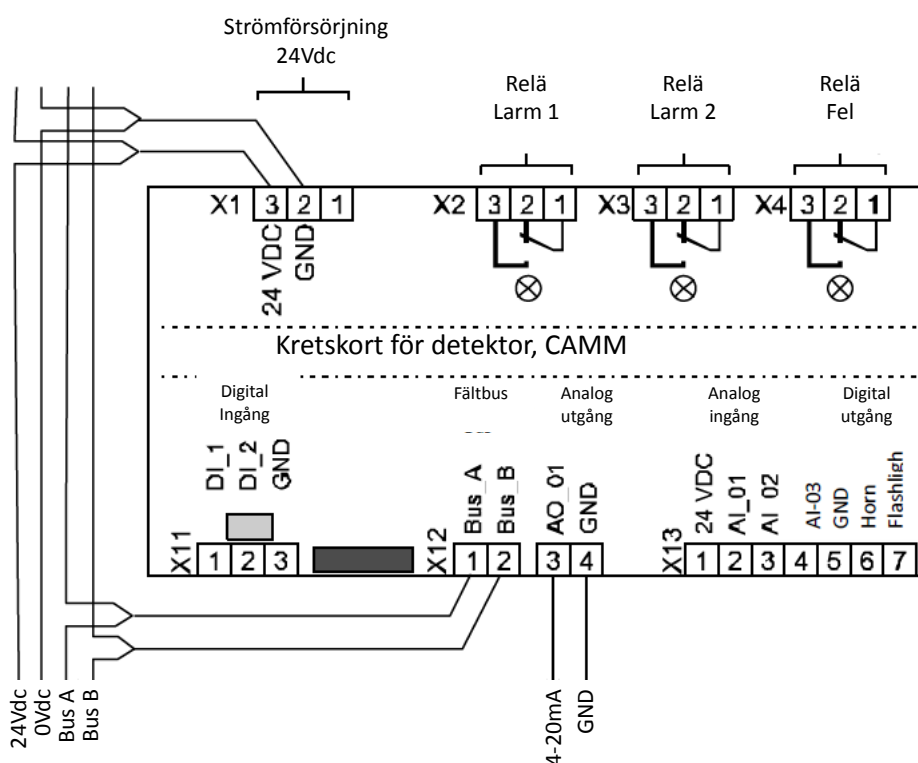 Strömförsörjning
24Vdc
Relä
Larm 1
Relä
Larm 2
Relä
Fel
X1 3 2 1
X2 3 2 1
X3 3 2 1
X4 3 2 1
24 VDC
GND
Kretskort för detektor, CAMM
Digital
Ingång
Fältbus
Analog
utgång
Analog
ingång
Digital
utgång
DI_1
DI_2
GND
Bus_A
Bus_B
AO_01
GND
24 VDC
AI_01
AI_02
AI-03
GND
Horn
Flashligh
X11 1 2 3
X12 1 2
3 4
X13 1 2 3 4 5 6 7
24Vdc
0Vdc
Bus A
Bus B
4-20mA
GND